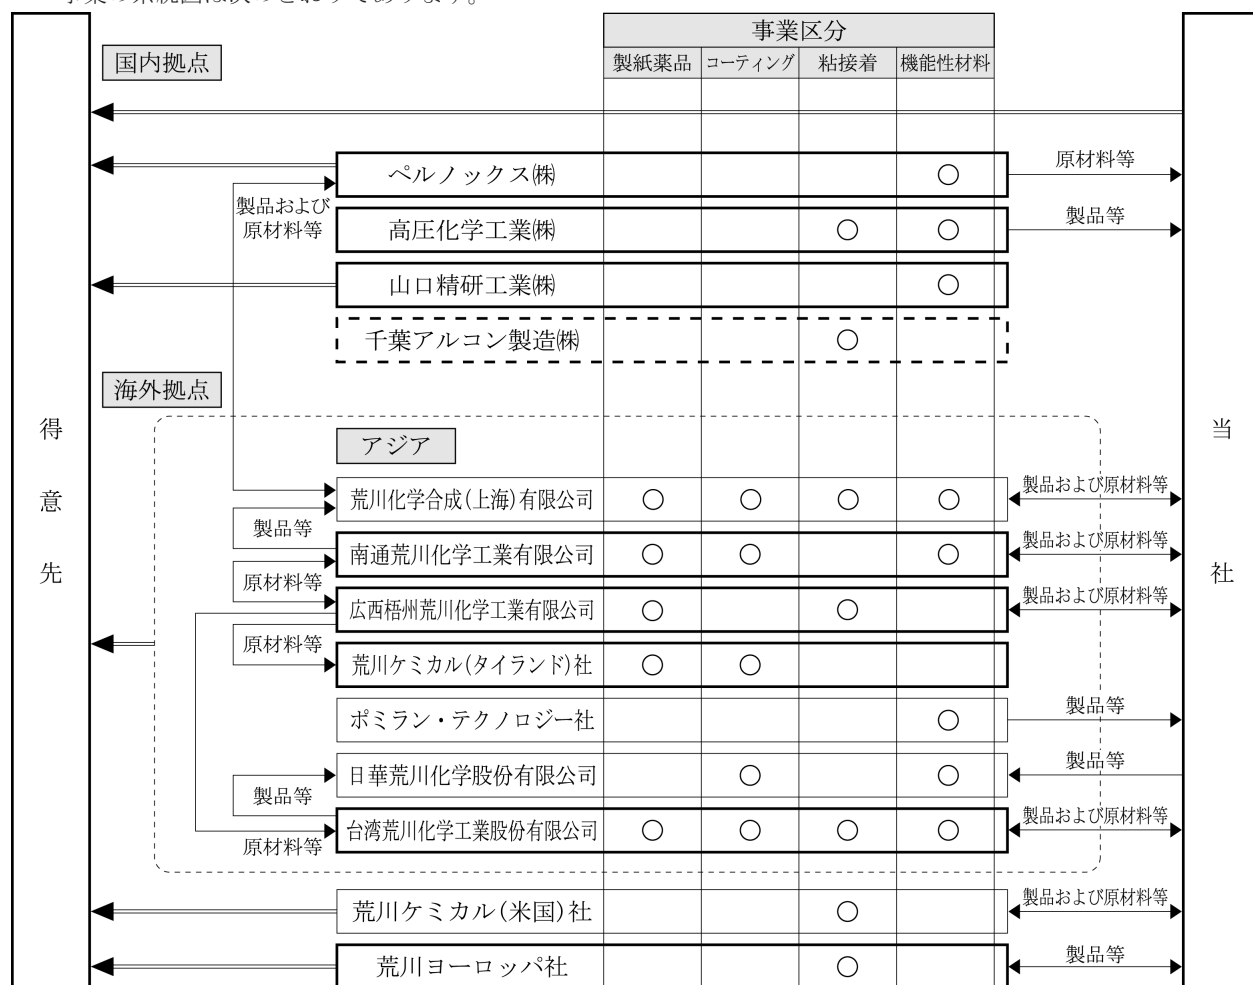 事業の系統図は次のとおりであります。
事業区分
国内拠点
製紙薬品 コーティング 粘接着 機能性材料
ペルノックス㈱ ○
原材料等
製品および
原材料等
高圧化学工業㈱ ○ ○
製品等
山口精研工業㈱ ○
千葉アルコン製造㈱ ○
海外拠点
得意先
当社
アジア
荒川化学合成(上海)有限公司 ○ ○ ○ ○
製品および原材料等
製品等
南通荒川化学工業有限公司 ○ ○ ○
製品および原材料等
原材料等
広西梧州荒川化学工業有限公司 ○ ○
製品および原材料等
原材料等
荒川ケミカル(タイランド)社 ○ ○
ポミラン・テクノロジー社 ○
製品等
日華荒川化学股份有限公司 ○ ○
製品等
製品等
台湾荒川化学工業股份有限公司 ○ ○ ○ ○
製品および原材料等
原材料等
荒川ケミカル(米国)社 ○
製品および原材料等
荒川ヨーロッパ社 ○
製品等